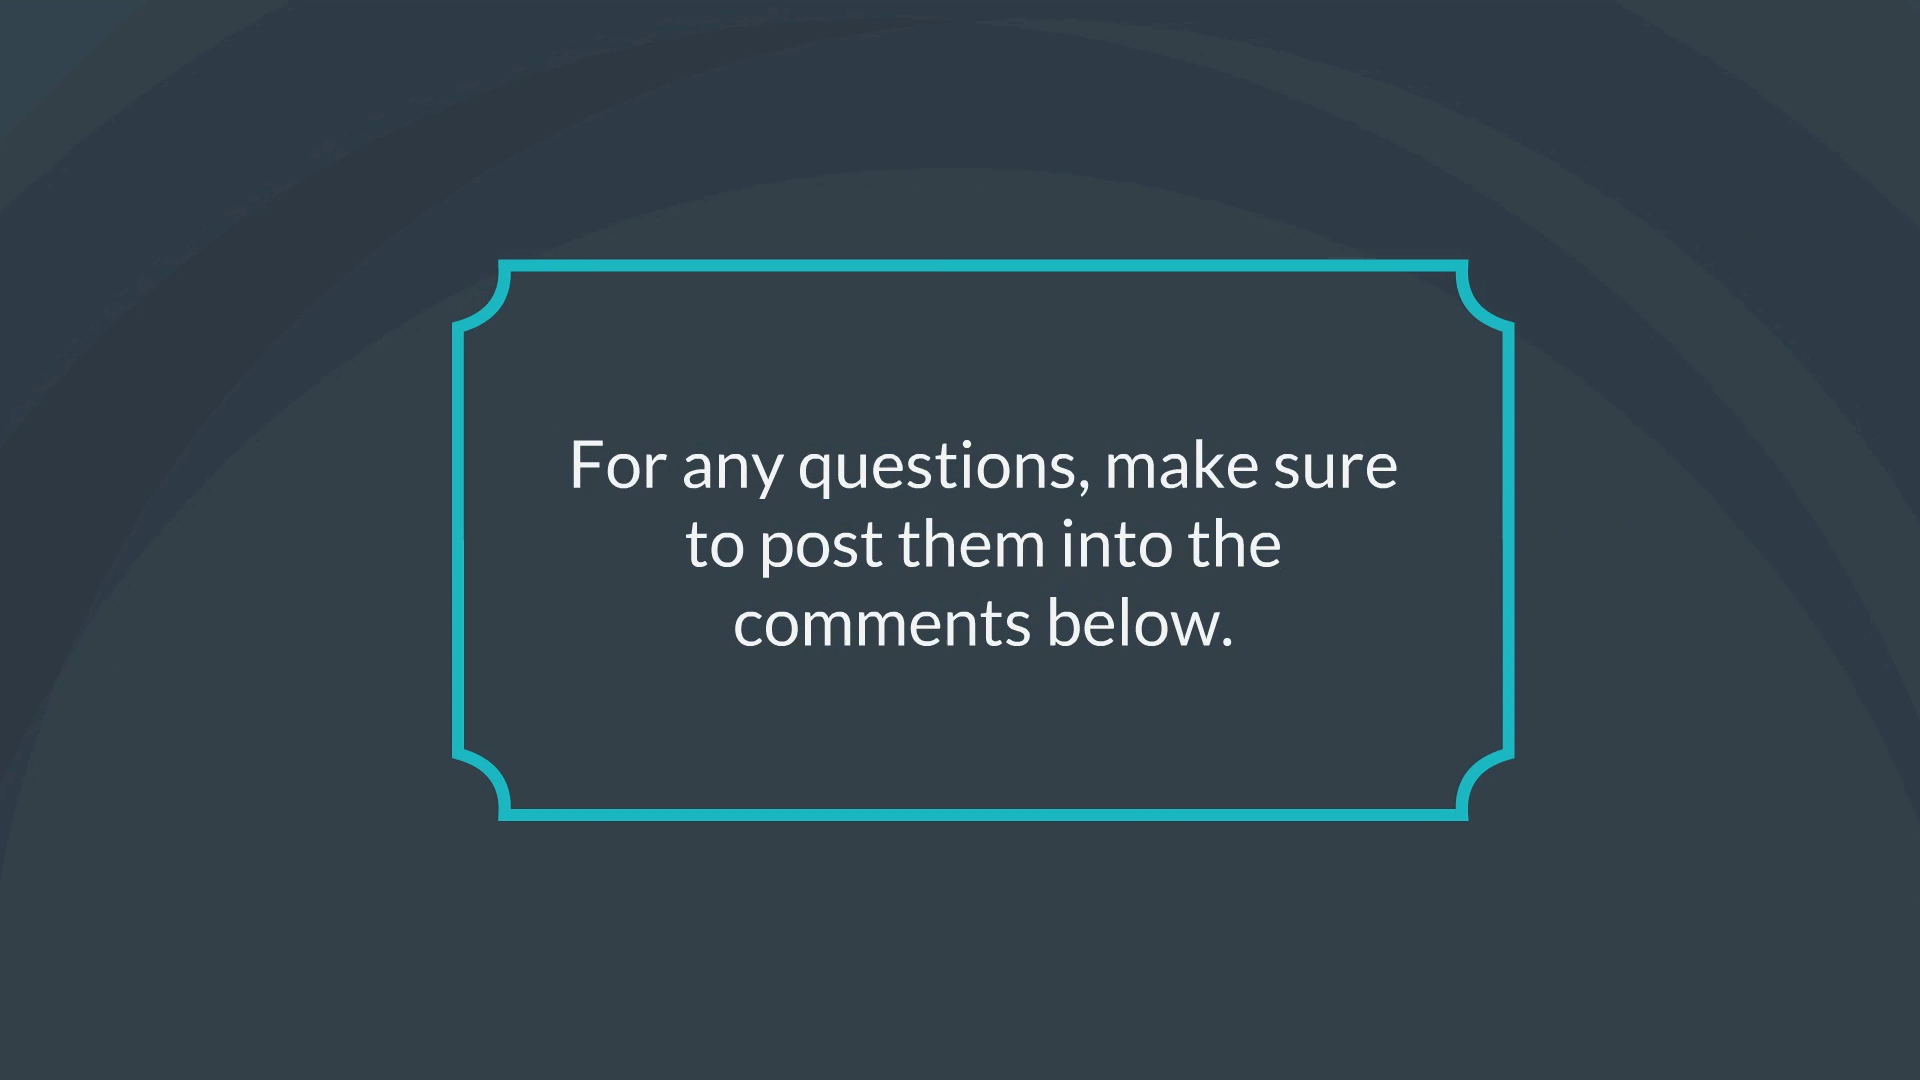 For any questions, make sure
to post them into the
comments below.